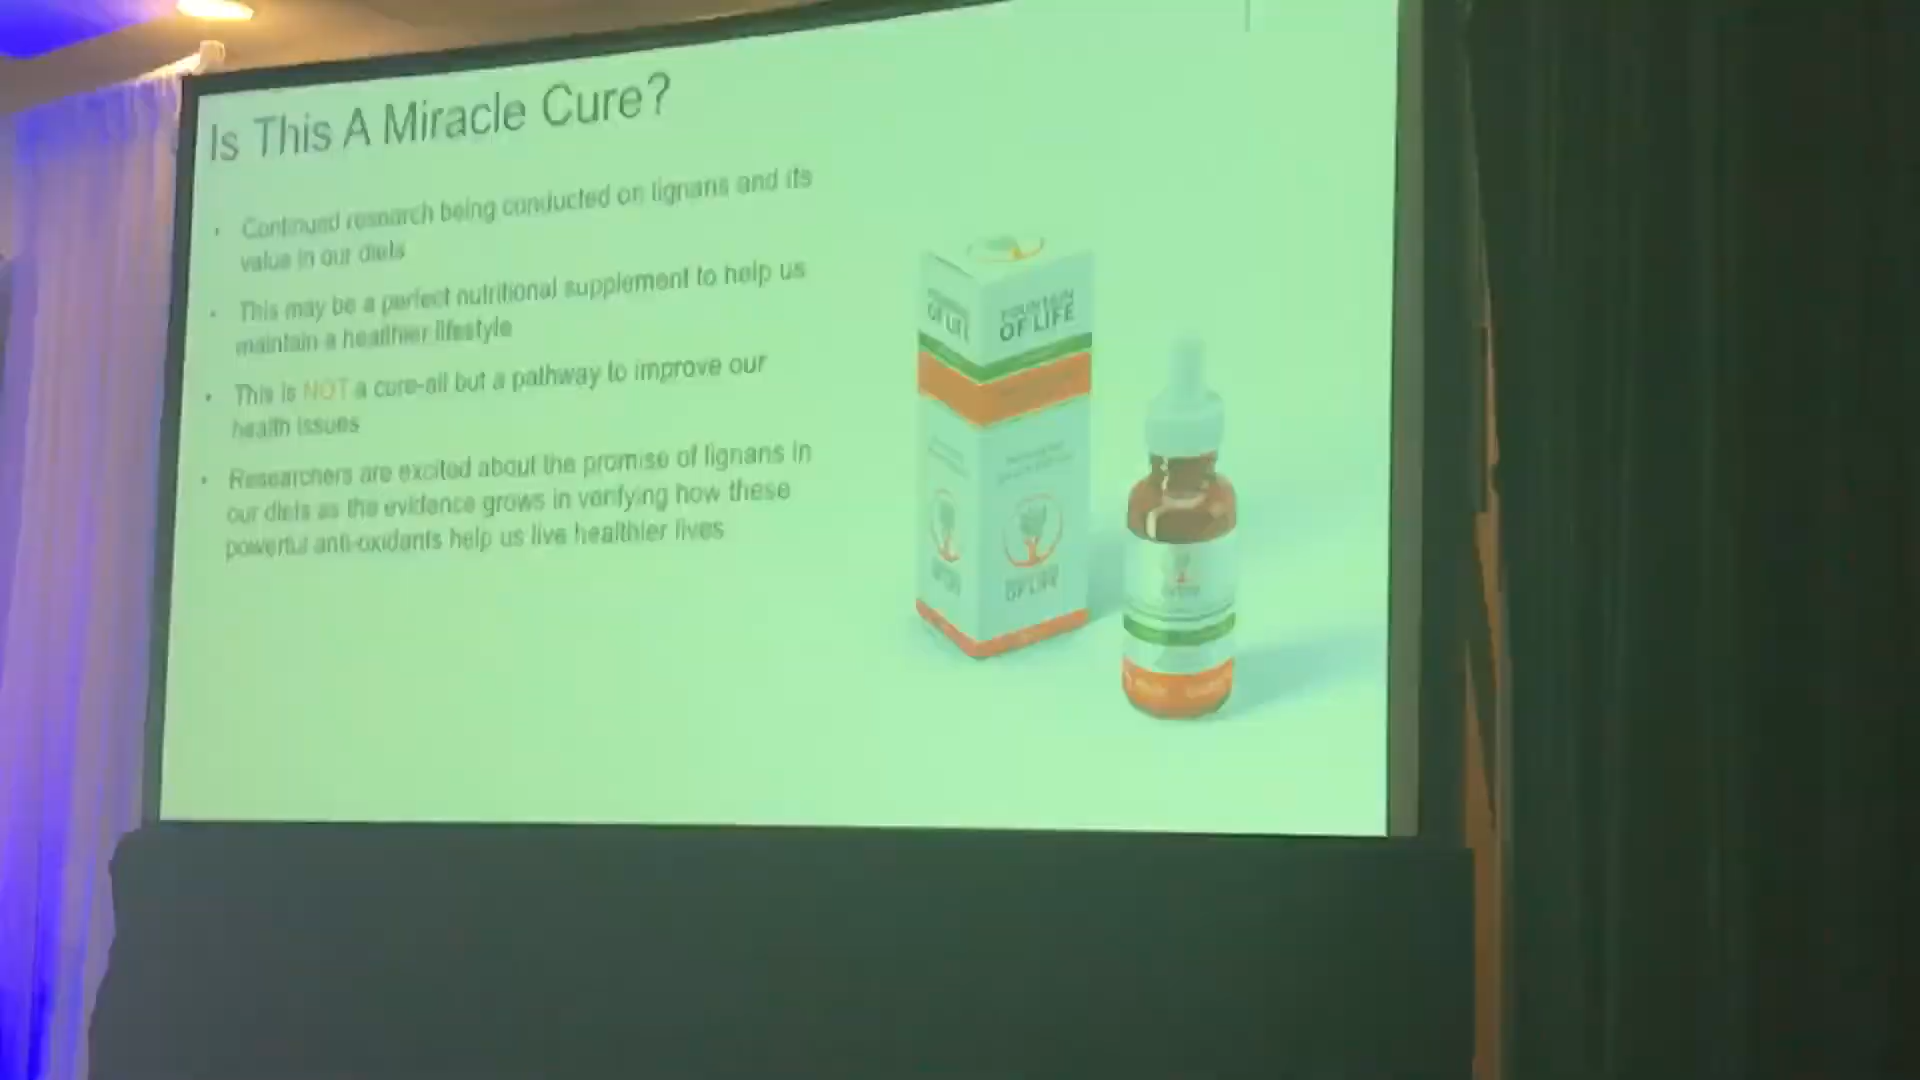 Is This A Miracle Cure?
• Continued research being conducted on lignans and its
value in our diets
• This may be a perfect nutritional supplement to help us
maintain a healthier lifestyle
• This is NOT a cure-all but a pathway to improve our
health issues
• Researchers are excited about the promise of lignans in
our diets as the evidence grows in verifying how these
powerful anti-oxidants help us live healthier lives
OF LIFE
FOUNTAIN
OF LIFE
OF LIFE